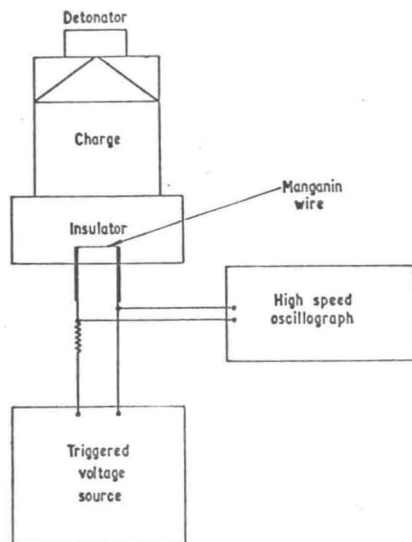 Detonator
Charge
Manganin
wire
Insulator
High speed
oscillograph
Triggered
voltage
source